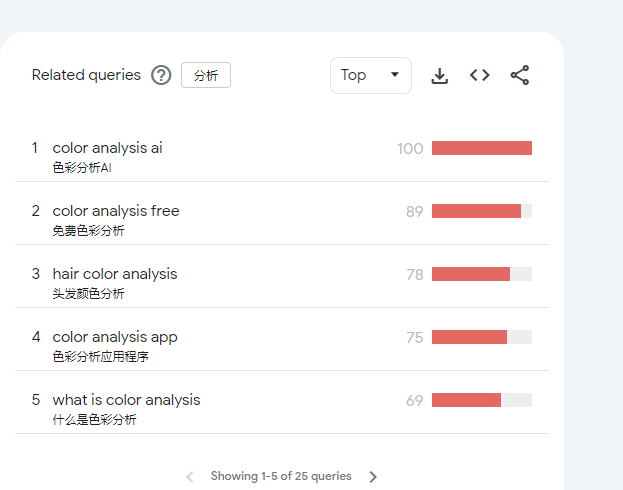 Related queries 分析 Top
1 color analysis ai 100
色彩分析AI
2 color analysis free 89
免费色彩分析
3 hair color analysis 78
头发颜色分析
4 color analysis app 75
色彩分析应用程序
5 what is color analysis 69
什么是色彩分析
Showing 1-5 of 25 queries